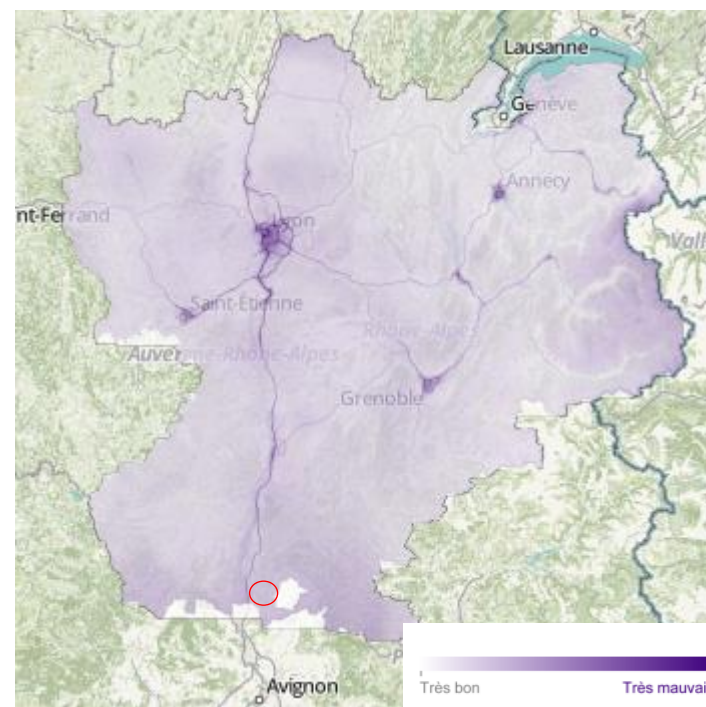 Lausanne
Genève
Annecy
nt-Ferrand
Lyon
Vall
Saint-Étienne
Rhône-Alpes
Auvergne-Rhône-Alpes
Grenoble
Avignon
P
Très bon
Très mauvai